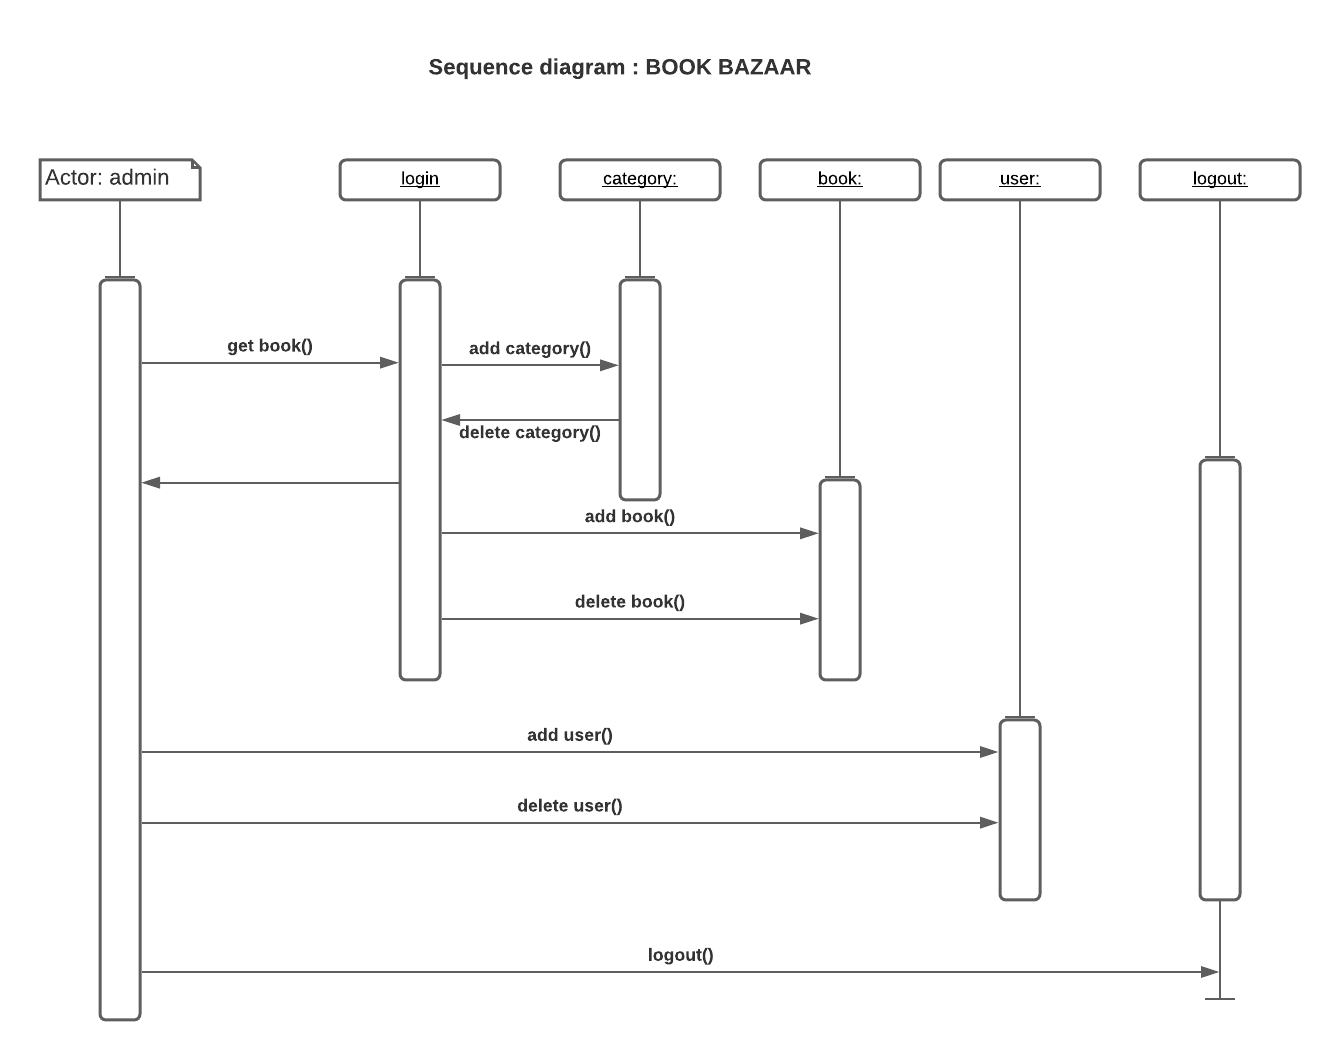 Sequence diagram : BOOK BAZAAR
Actor: admin
login
category:
book:
user:
logout:
get book()
add category()
delete category()
add book()
delete book()
add user()
delete user()
logout()